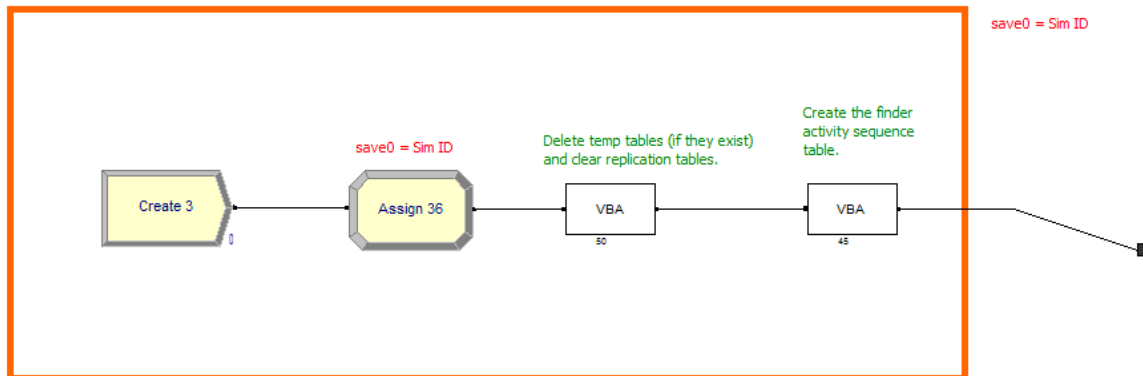 save0 = Sim ID
Create the finder
activity sequence
table.
Delete temp tables (if they exist)
and clear replication tables.
save0 = Sim ID
Create 3
0
Assign 36
VBA
50
VBA
45